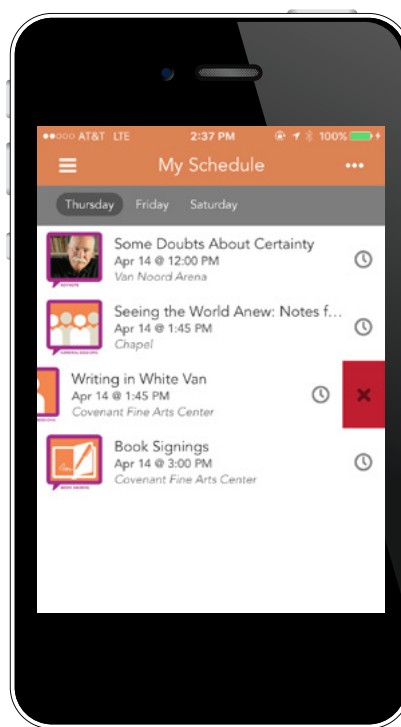 ●●○○○ AT&T LTE 2:37 PM 100%
My Schedule
Thursday Friday Saturday
Some Doubts About Certainty
Apr 14 @ 12:00 PM
Van Noord Arena
KEYNOTE
Seeing the World Anew: Notes f...
Apr 14 @ 1:45 PM
Chapel
Writing in White Van
Apr 14 @ 1:45 PM
Covenant Fine Arts Center
Book Signings
Apr 14 @ 3:00 PM
Covenant Fine Arts Center
BOOK SIGNING